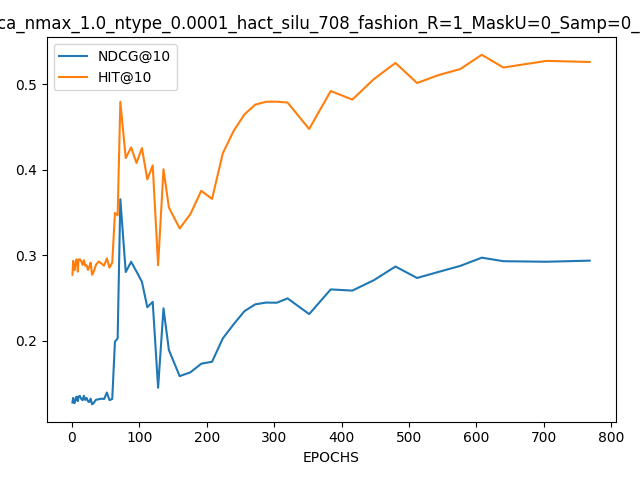 ca_nmax_1.0_ntype_0.0001_hact_silu_708_fashion_R=1_MaskU=0_Samp=0_
NDCG@10
HIT@10
0.5
0.4
0.3
0.2
0 100 200 300 400 500 600 700 800
EPOCHS